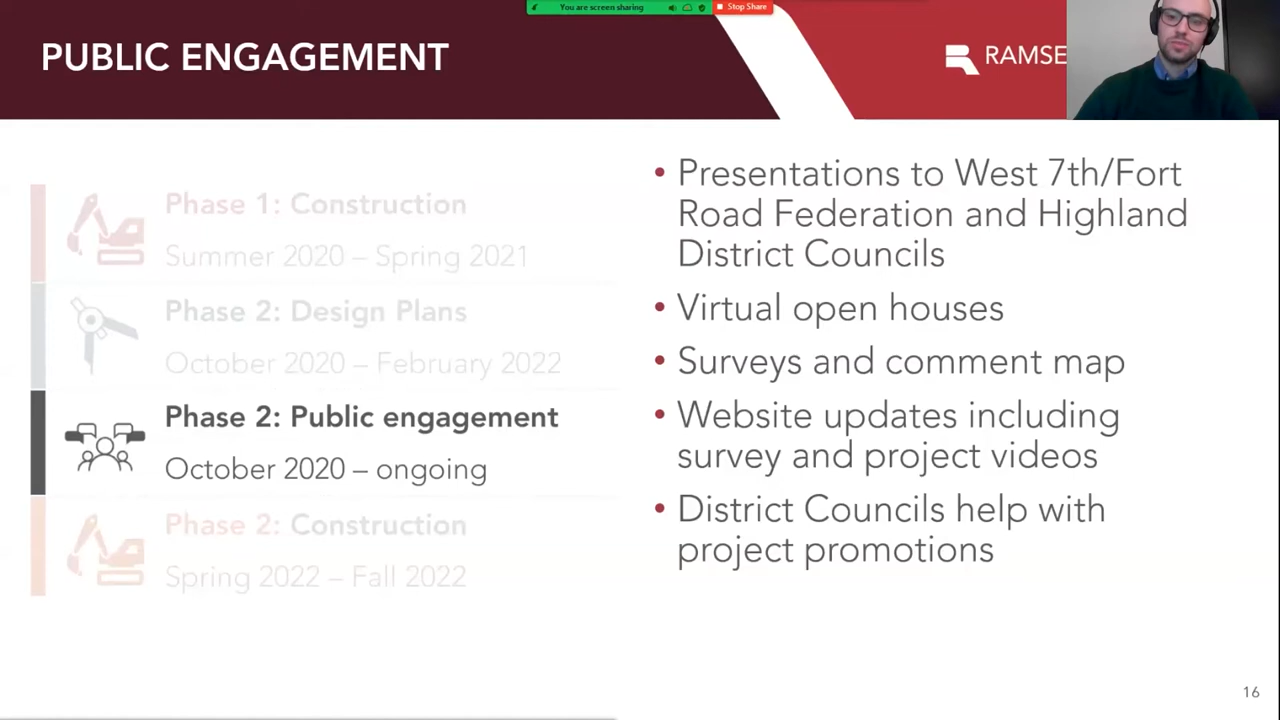 You are screen sharing
Stop Share
PUBLIC ENGAGEMENT
RAMSE
Phase 1: Construction
Summer 2020 – Spring 2021
Phase 2: Design Plans
October 2020 – February 2022
Phase 2: Public engagement
October 2020 – ongoing
Phase 2: Construction
Spring 2022 – Fall 2022
• Presentations to West 7th/Fort
Road Federation and Highland
District Councils
• Virtual open houses
• Surveys and comment map
• Website updates including
survey and project videos
• District Councils help with
project promotions
16